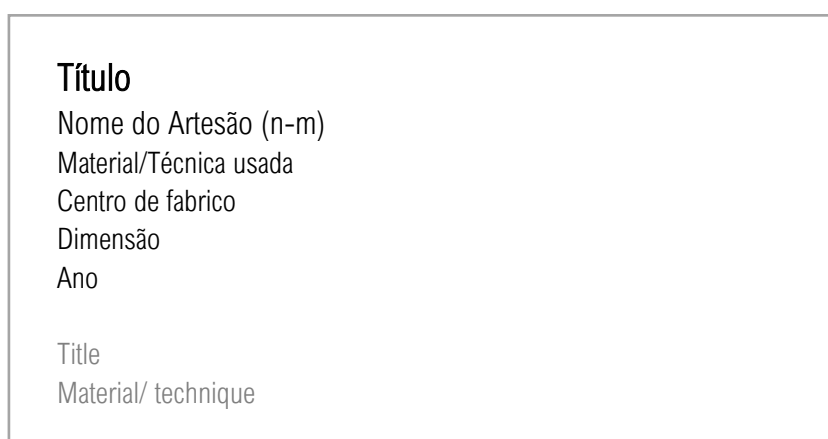 Título
Nome do Artesão (n-m)
Material/Técnica usada
Centro de fabrico
Dimensão
Ano
Title
Material/ technique